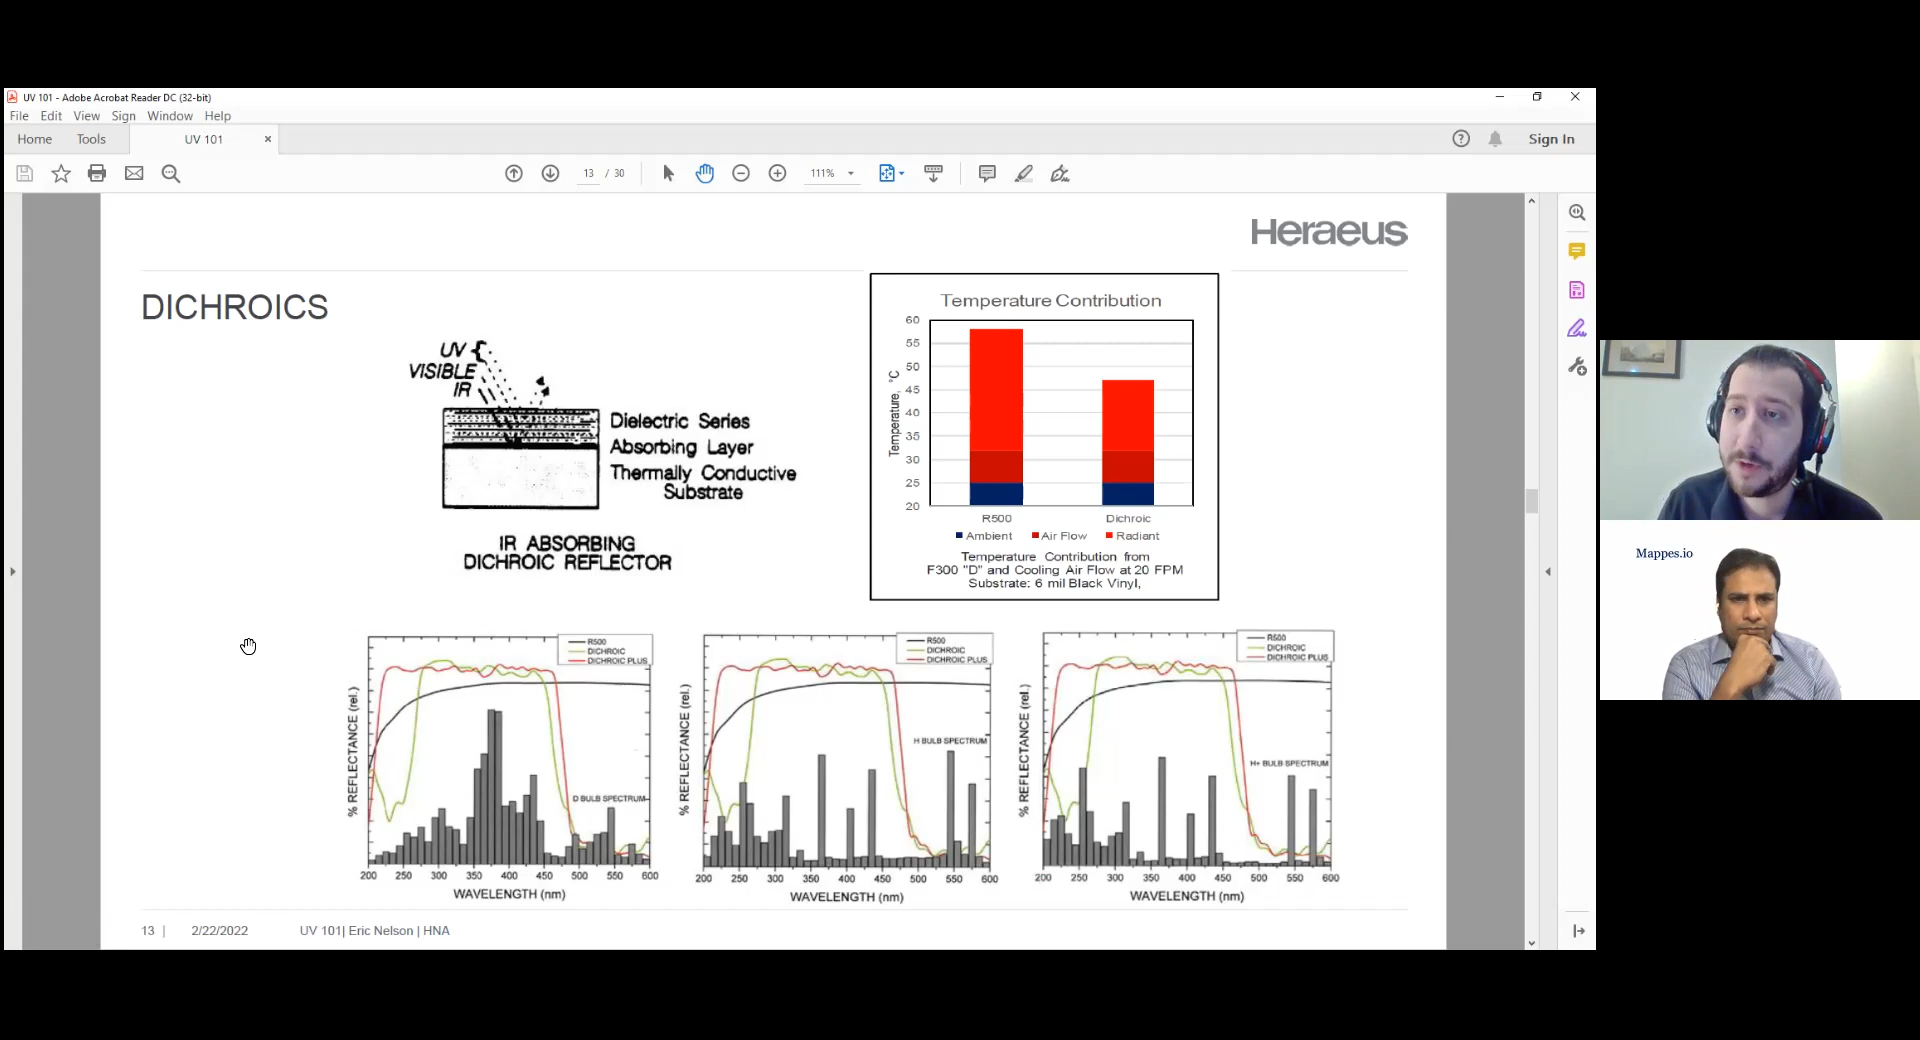 UV 101 - Adobe Acrobat Reader DC (32-bit)
File Edit View Sign Window Help
Home Tools UV 101 Sign In
13 / 30 111%
Heraeus
DICHROICS
UV
VISIBLE
IR
Dielectric Series
Absorbing Layer
Thermally Conductive
Substrate
IR ABSORBING
DICHROIC REFLECTOR
Temperature Contribution
Temperature, °C
60
55
50
45
40
35
30
25
20
R500 Dichroic
Ambient Air Flow Radiant
Temperature Contribution from
F300 "D" and Cooling Air Flow at 20 FPM
Substrate: 6 mil Black Vinyl,
R500
DICHROIC
DICHROIC PLUS
% REFLECTANCE (rel.)
D BULB SPECTRUM
200 250 300 350 400 450 500 550 600
WAVELENGTH (nm)
R500
DICHROIC
DICHROIC PLUS
% REFLECTANCE (rel.)
H BULB SPECTRUM
200 250 300 350 400 450 500 550 600
WAVELENGTH (nm)
R500
DICHROIC
DICHROIC PLUS
% REFLECTANCE (rel.)
H+ BULB SPECTRUM
200 250 300 350 400 450 500 550 600
WAVELENGTH (nm)
13 | 2/22/2022 UV 101| Eric Nelson | HNA
Mappes.io